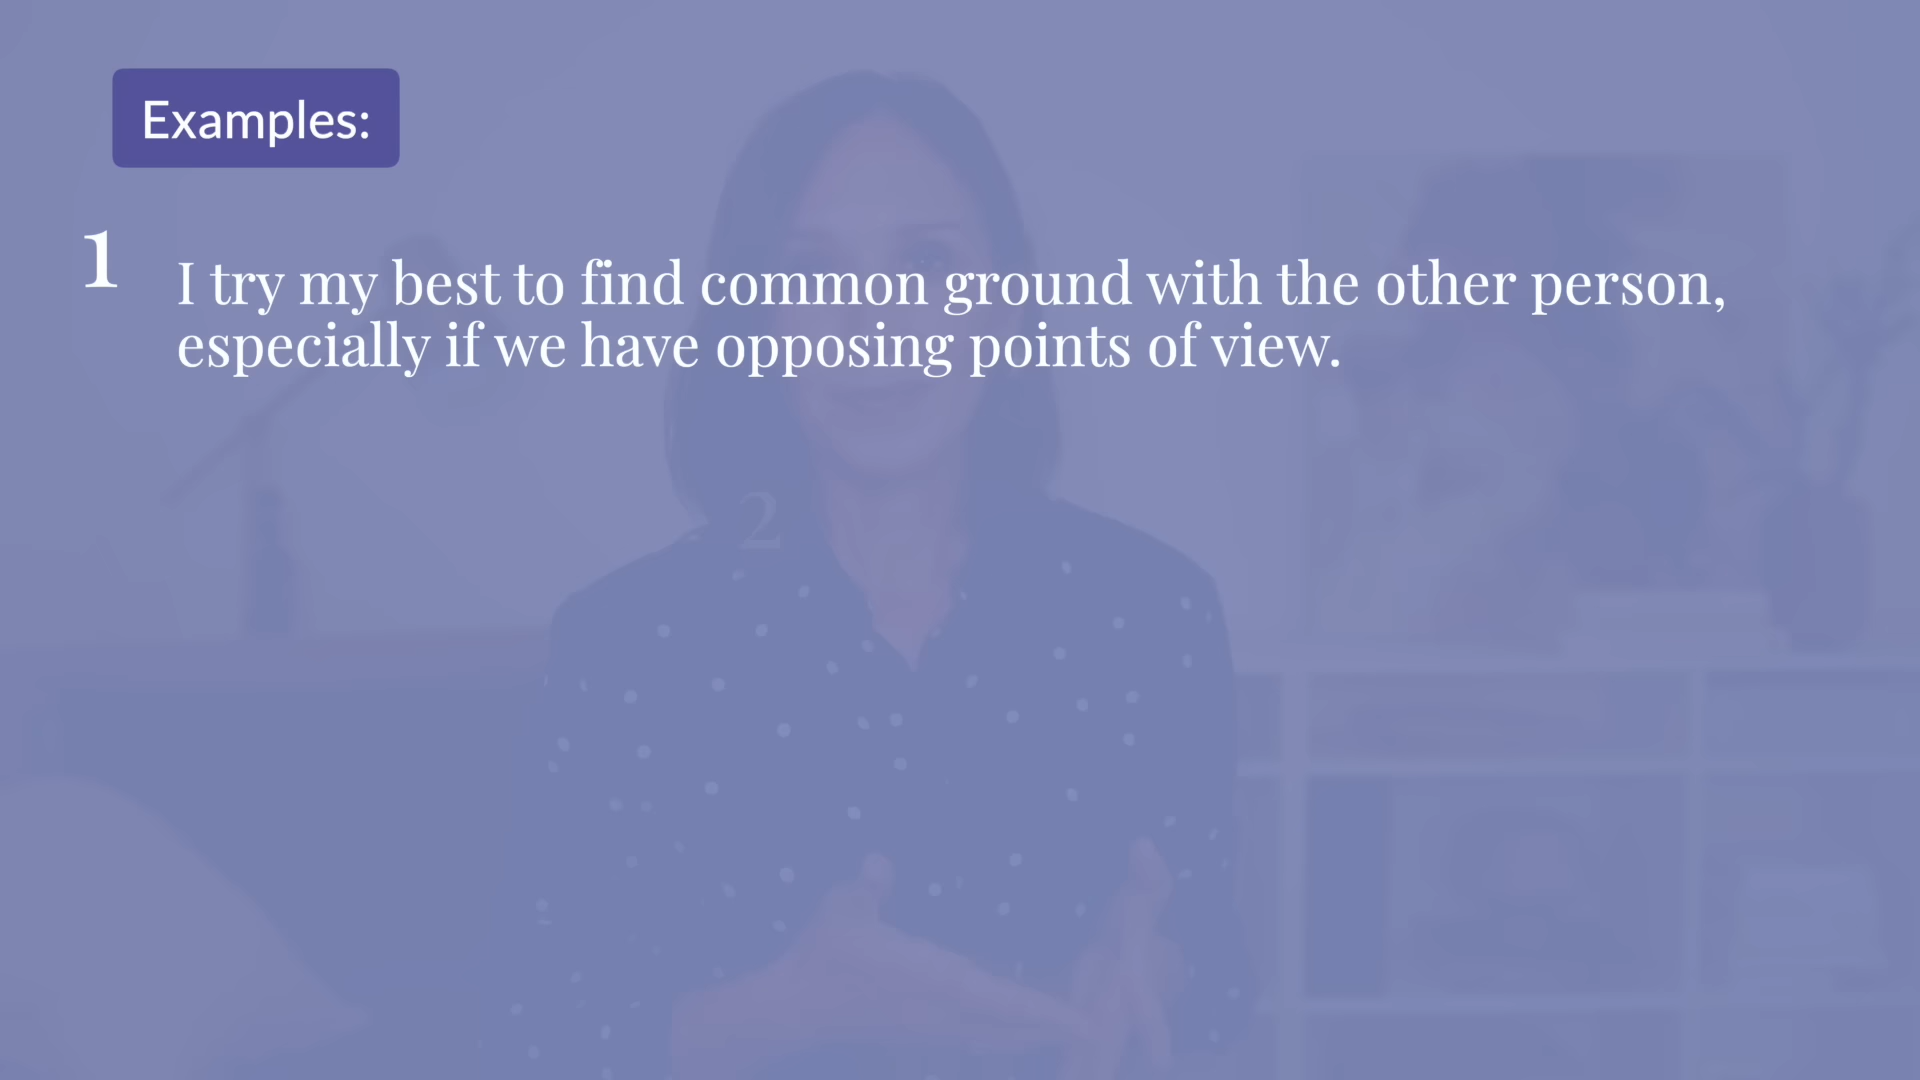 Examples:
1
I try my best to find common ground with the other person,
especially if we have opposing points of view.
2